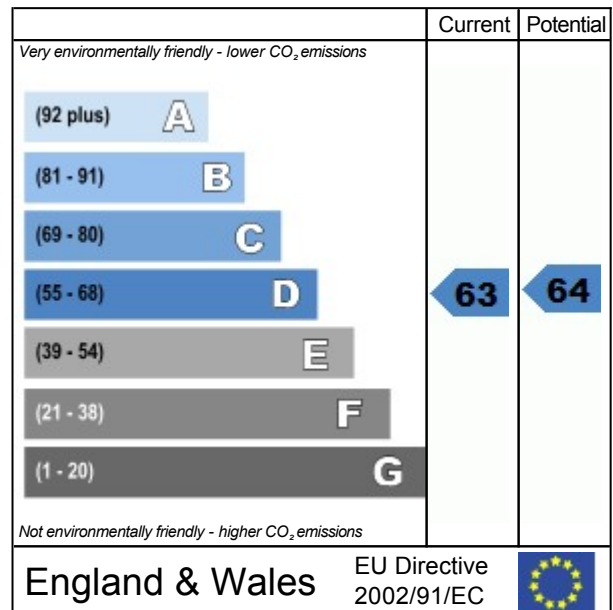 Current Potential
Very environmentally friendly - lower CO₂ emissions
(92 plus) A
(81 - 91) B
(69 - 80) C
(55 - 68) D 63 64
(39 - 54) E
(21 - 38) F
(1 - 20) G
Not environmentally friendly - higher CO₂ emissions
England & Wales
EU Directive
2002/91/EC